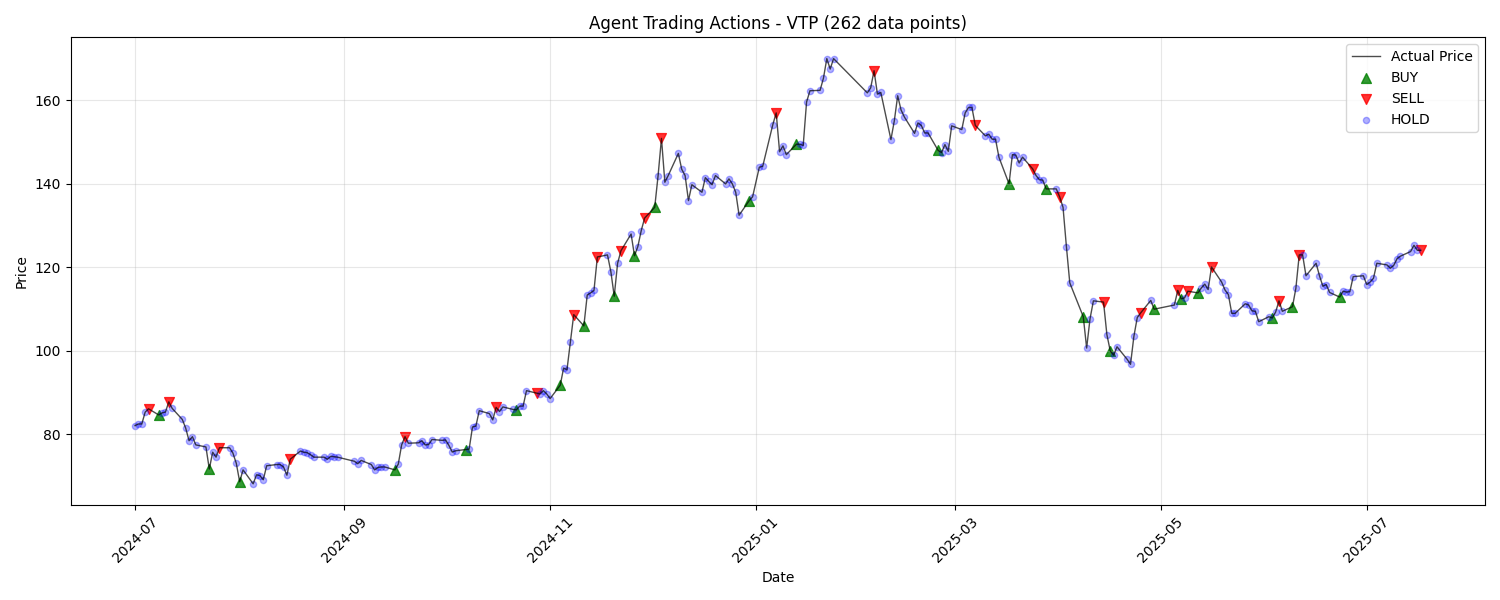 Agent Trading Actions - VTP (262 data points)
Actual Price
BUY
SELL
HOLD
Price
160
140
120
100
80
2024-07
2024-09
2024-11
2025-01
2025-03
2025-05
2025-07
Date